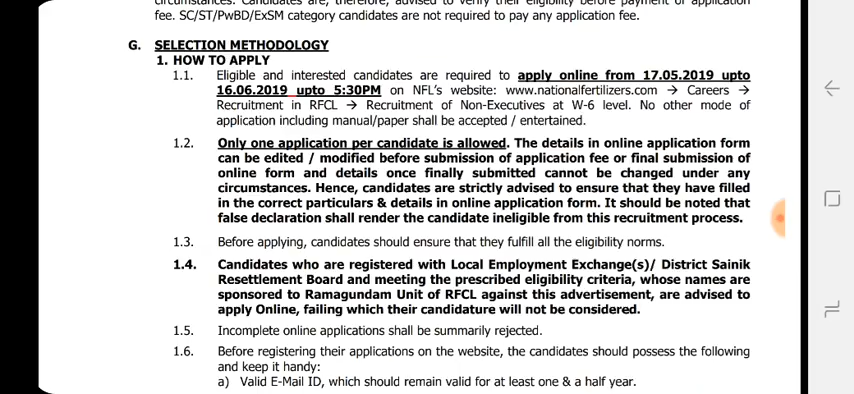 circumstances. Candidates are, therefore, advised to verify their eligibility before payment of application
fee. SC/ST/PwBD/ExSM category candidates are not required to pay any application fee.
G. SELECTION METHODOLOGY
1. HOW TO APPLY
1.1. Eligible and interested candidates are required to apply online from 17.05.2019 upto
16.06.2019 upto 5:30PM on NFL's website: www.nationalfertilizers.com → Careers →
Recruitment in RFCL → Recruitment of Non-Executives at W-6 level. No other mode of
application including manual/paper shall be accepted / entertained.
1.2. Only one application per candidate is allowed. The details in online application form
can be edited / modified before submission of application fee or final submission of
online form and details once finally submitted cannot be changed under any
circumstances. Hence, candidates are strictly advised to ensure that they have filled
in the correct particulars & details in online application form. It should be noted that
false declaration shall render the candidate ineligible from this recruitment process.
1.3. Before applying, candidates should ensure that they fulfill all the eligibility norms.
1.4. Candidates who are registered with Local Employment Exchange(s)/ District Sainik
Resettlement Board and meeting the prescribed eligibility criteria, whose names are
sponsored to Ramagundam Unit of RFCL against this advertisement, are advised to
apply Online, failing which their candidature will not be considered.
1.5. Incomplete online applications shall be summarily rejected.
1.6. Before registering their applications on the website, the candidates should possess the following
and keep it handy:
a) Valid E-Mail ID, which should remain valid for at least one & a half year.